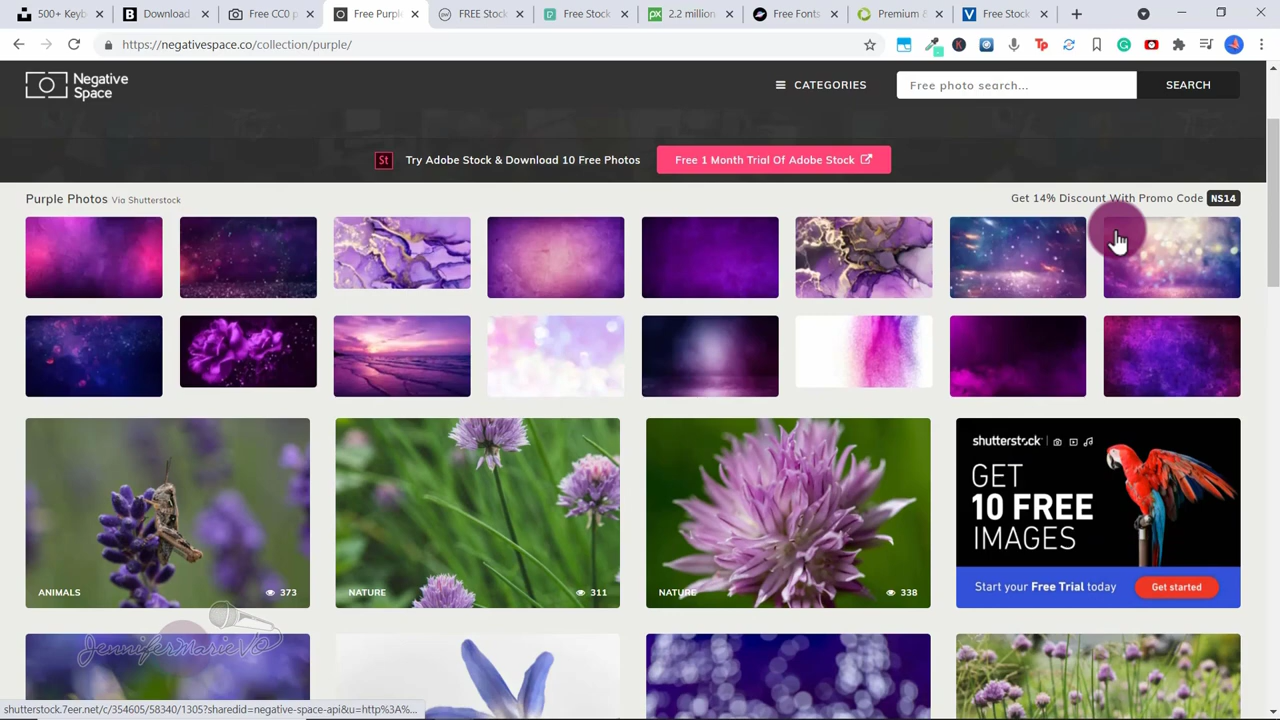 500+ Keyb
Download
Free CC0 p
Free Purpl
FREE Stock
Free Stock
2.2 million
Free Fonts
Premium &
Free Stock
https://negativespace.co/collection/purple/
Negative
Space
CATEGORIES
Free photo search...
SEARCH
St
Try Adobe Stock & Download 10 Free Photos
Free 1 Month Trial Of Adobe Stock
Purple Photos Via Shutterstock
Get 14% Discount With Promo Code NS14
shutterstock
GET
10 FREE
IMAGES
Start your Free Trial today
Get started
ANIMALS
373
NATURE
311
NATURE
338
JenniferMarieVO
shutterstock.7eer.net/c/354605/58340/1305?sharedid=negative-space-api&u=http%3A%...